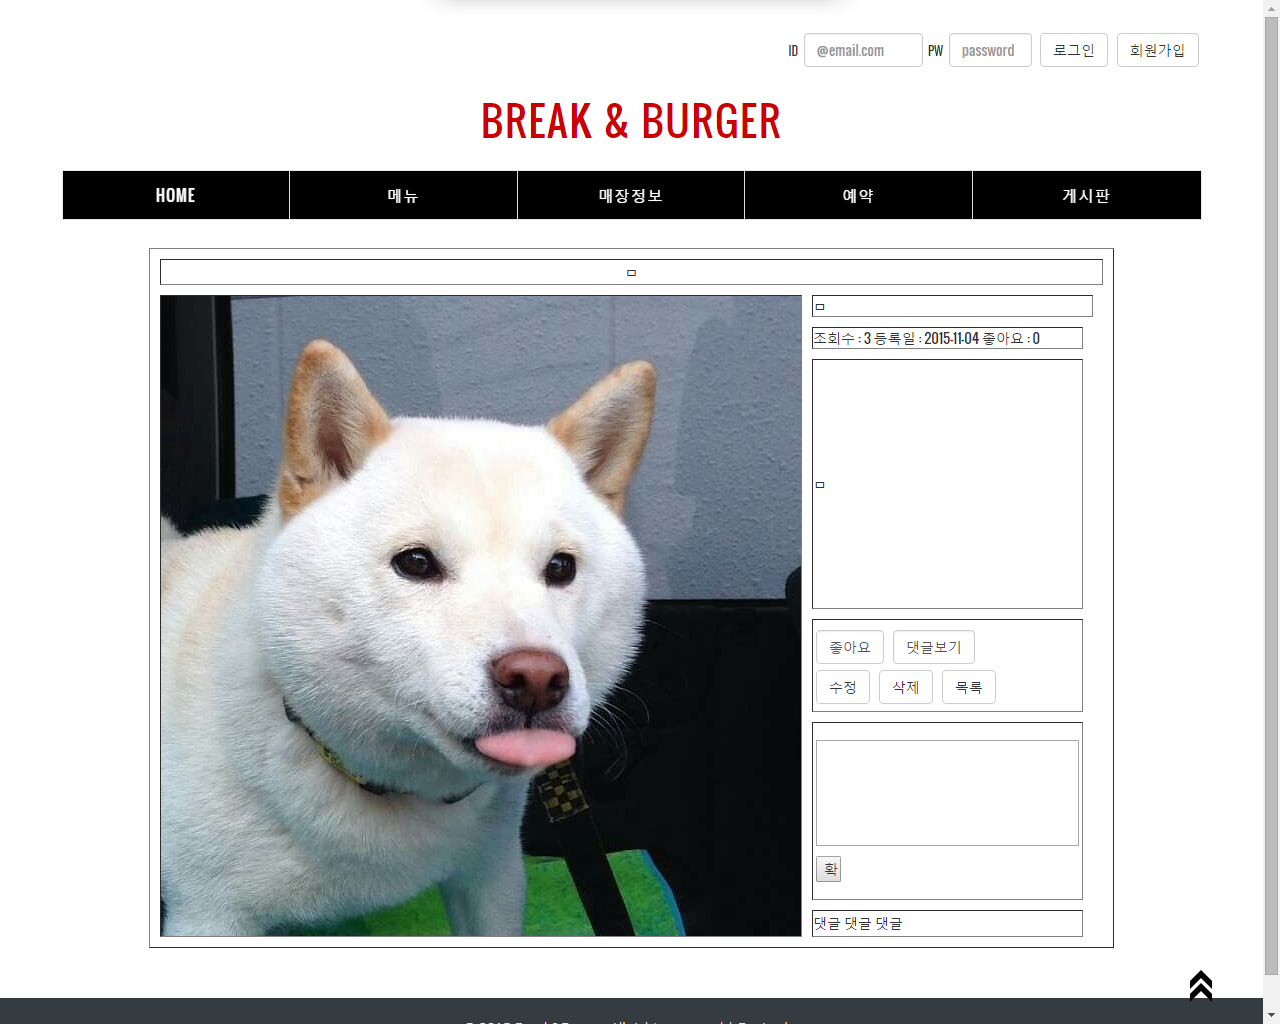 ID @email.com PW password 로그인 회원가입
BREAK & BURGER
HOME 메뉴 매장정보 예약 게시판
ㅁ
ㅁ
조회수 : 3 등록일 : 2015-11-04 좋아요 : 0
ㅁ
좋아요 댓글보기
수정 삭제 목록
확
댓글 댓글 댓글